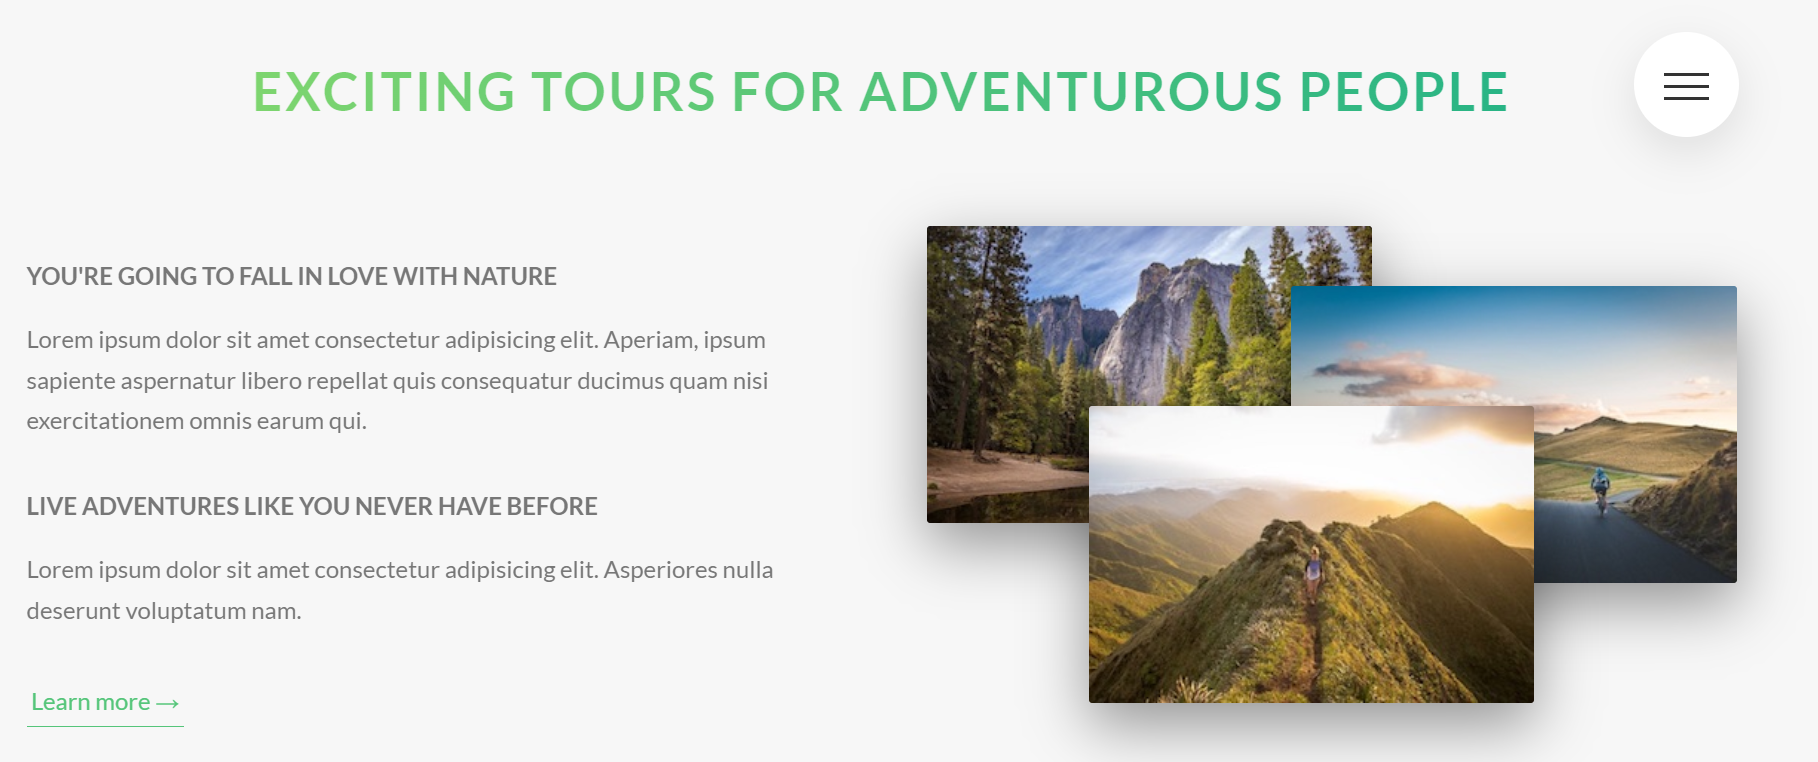 EXCITING TOURS FOR ADVENTUROUS PEOPLE
YOU'RE GOING TO FALL IN LOVE WITH NATURE
Lorem ipsum dolor sit amet consectetur adipisicing elit. Aperiam, ipsum
sapiente aspernatur libero repellat quis consequatur ducimus quam nisi
exercitationem omnis earum qui.
LIVE ADVENTURES LIKE YOU NEVER HAVE BEFORE
Lorem ipsum dolor sit amet consectetur adipisicing elit. Asperiores nulla
deserunt voluptatum nam.
Learn more →